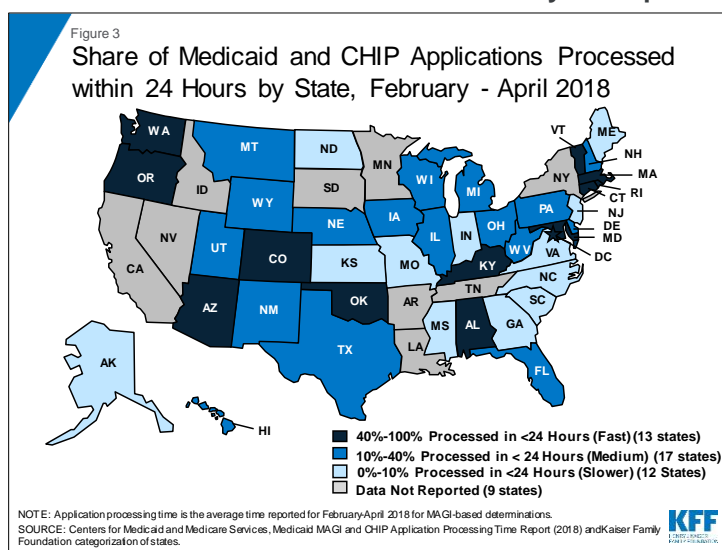 Figure 3
Share of Medicaid and CHIP Applications Processed
within 24 Hours by State, February - April 2018
WA
OR
MT
ID
WY
NV
UT
CA
AZ
CO
NM
ND
SD
NE
KS
OK
TX
MN
IA
MO
AR
LA
WI
IL
MI
IN
OH
KY
TN
MS
AL
GA
FL
SC
NC
VA
WV
PA
NY
VT
ME
NH
MA
RI
CT
NJ
DE
MD
DC
AK
HI
40%-100% Processed in <24 Hours (Fast) (13 states)
10%-40% Processed in < 24 Hours (Medium) (17 states)
0%-10% Processed in <24 Hours (Slower) (12 States)
Data Not Reported (9 states)
NOTE: Application processing time is the average time reported for February-April 2018 for MAGI-based determinations.
SOURCE: Centers for Medicaid and Medicare Services, Medicaid MAGI and CHIP Application Processing Time Report (2018) and Kaiser Family
Foundation categorization of states.
KFF
HENRY J KAISER
FAMILY FOUNDATION